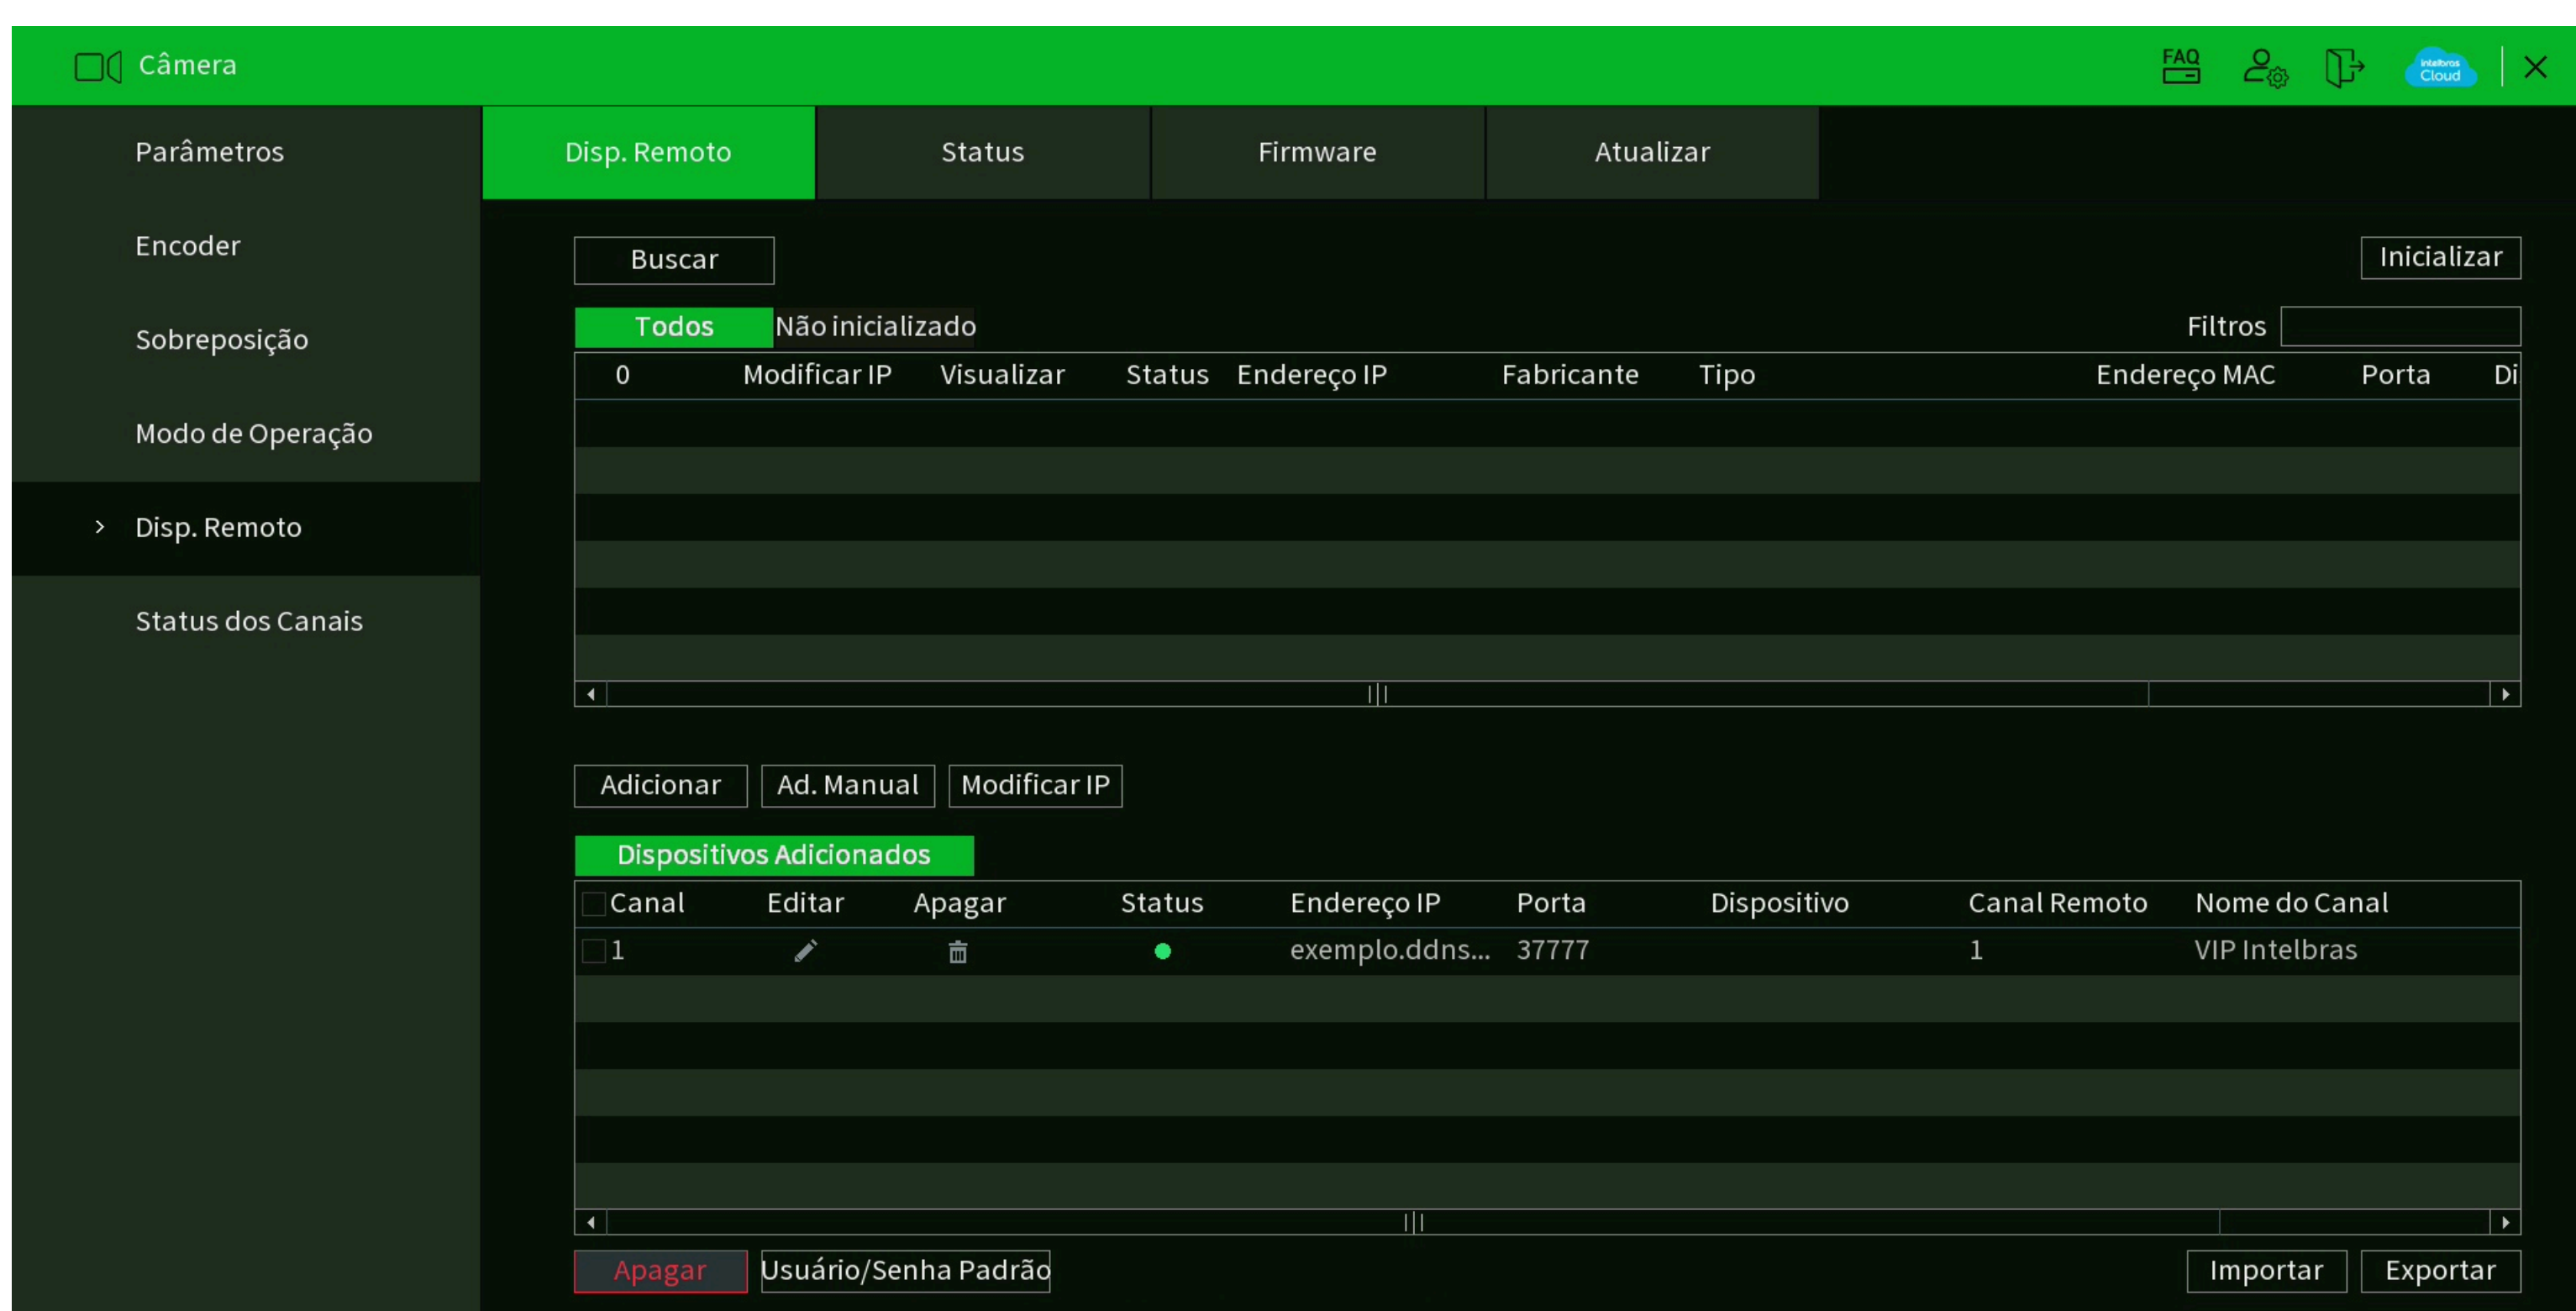 Câmera
FAQ
intelbras
Cloud
Parâmetros
Encoder
Sobreposição
Modo de Operação
> Disp. Remoto
Status dos Canais
Disp. Remoto Status Firmware Atualizar
Buscar Inicializar
Todos Não inicializado Filtros
0 Modificar IP Visualizar Status Endereço IP Fabricante Tipo Endereço MAC Porta Di
Adicionar Ad. Manual Modificar IP
Dispositivos Adicionados
Canal Editar Apagar Status Endereço IP Porta Dispositivo Canal Remoto Nome do Canal
1 exemplo.ddns... 37777 1 VIP Intelbras
Apagar Usuário/Senha Padrão Importar Exportar